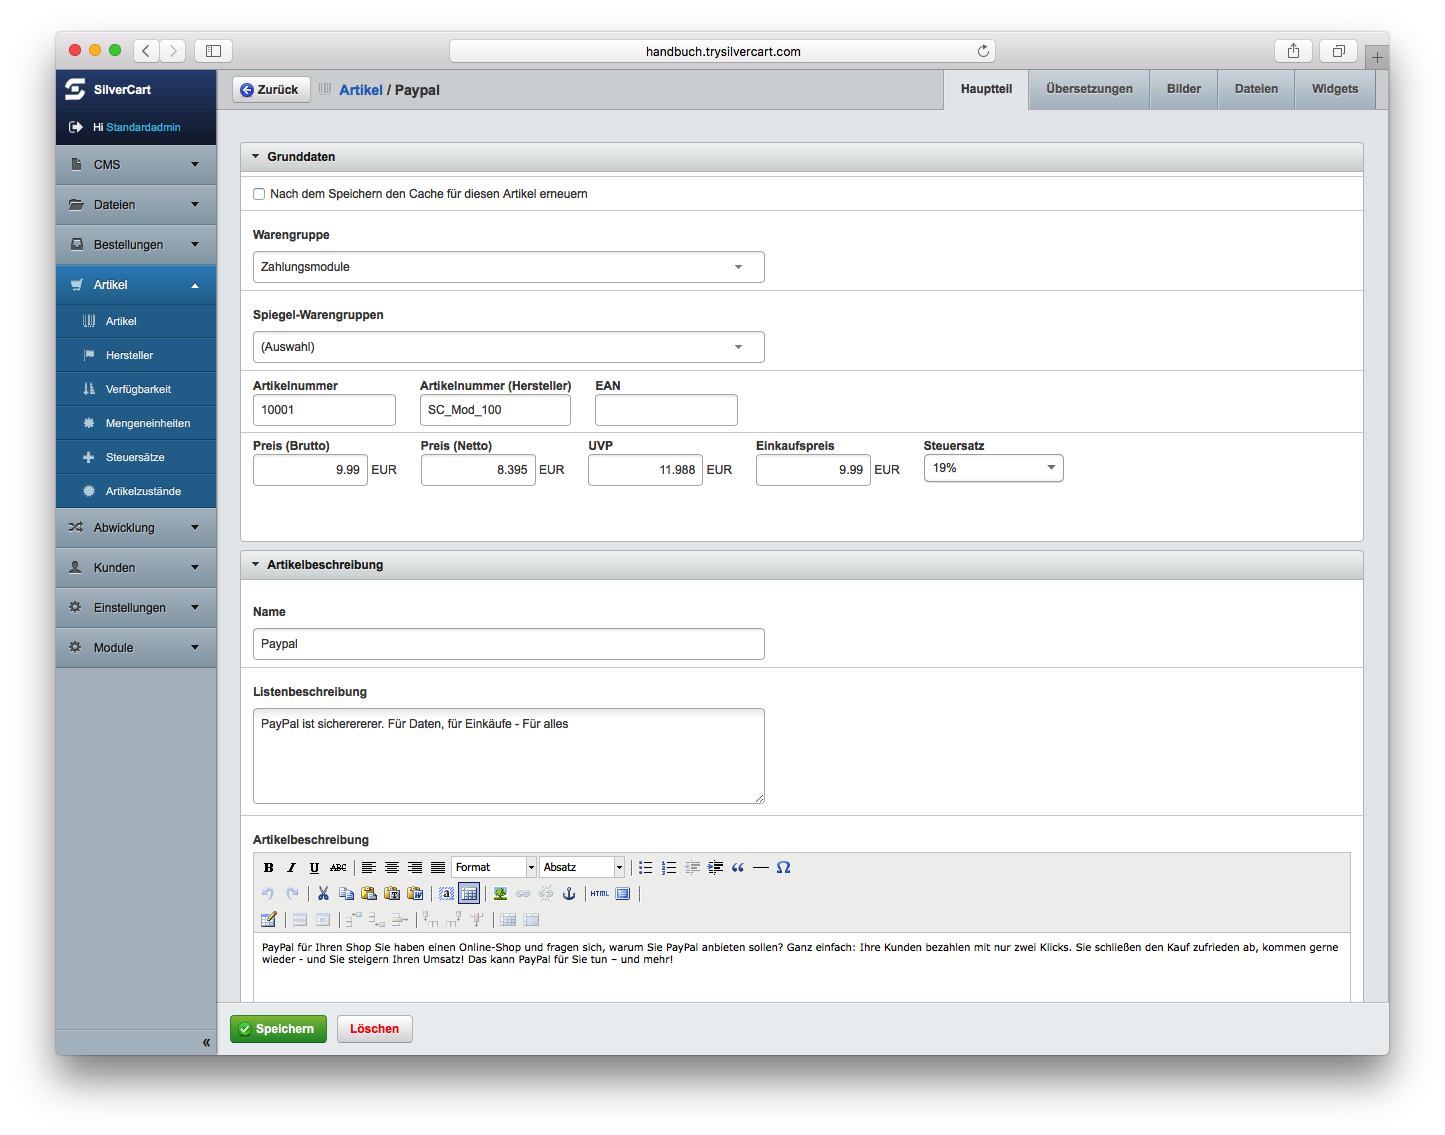 handbuch.trysilvercart.com
SilverCart
Hi Standardadmin
CMS
Dateien
Bestellungen
Artikel
Artikel
Hersteller
Verfügbarkeit
Mengeneinheiten
Steuersätze
Artikelzustände
Abwicklung
Kunden
Einstellungen
Module
«
Zurück Artikel / Paypal
Hauptteil Übersetzungen Bilder Dateien Widgets
Grunddaten
Nach dem Speichern den Cache für diesen Artikel erneuern
Warengruppe
Zahlungsmodule
Spiegel-Warengruppen
(Auswahl)
Artikelnummer Artikelnummer (Hersteller) EAN
10001 SC_Mod_100
Preis (Brutto) Preis (Netto) UVP Einkaufspreis Steuersatz
9.99 EUR 8.395 EUR 11.988 EUR 9.99 EUR 19%
Artikelbeschreibung
Name
Paypal
Listenbeschreibung
PayPal ist sicherererer. Für Daten, für Einkäufe - Für alles
Artikelbeschreibung
B I U ABC Format Absatz “ — Ω
T W a HTML
PayPal für Ihren Shop Sie haben einen Online-Shop und fragen sich, warum Sie PayPal anbieten sollen? Ganz einfach: Ihre Kunden bezahlen mit nur zwei Klicks. Sie schließen den Kauf zufrieden ab, kommen gerne
wieder - und Sie steigern Ihren Umsatz! Das kann PayPal für Sie tun – und mehr!
Speichern Löschen